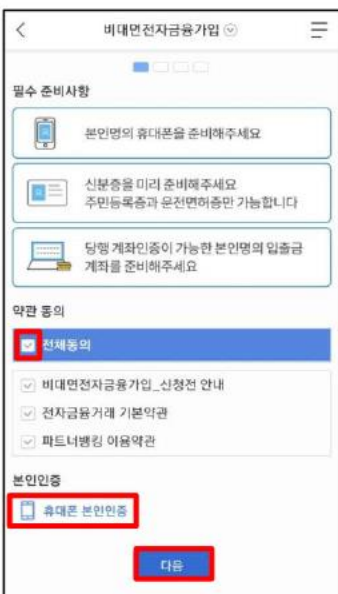 비대면전자금융가입
필수 준비사항
본인명의 휴대폰을 준비해주세요
신분증을 미리 준비해주세요
주민등록증과 운전면허증만 가능합니다
당행 계좌인증이 가능한 본인명의 입출금
계좌를 준비해주세요
약관 동의
전체동의
비대면전자금융가입_신청전 안내
전자금융거래 기본약관
파트너뱅킹 이용약관
본인인증
휴대폰 본인인증
다음